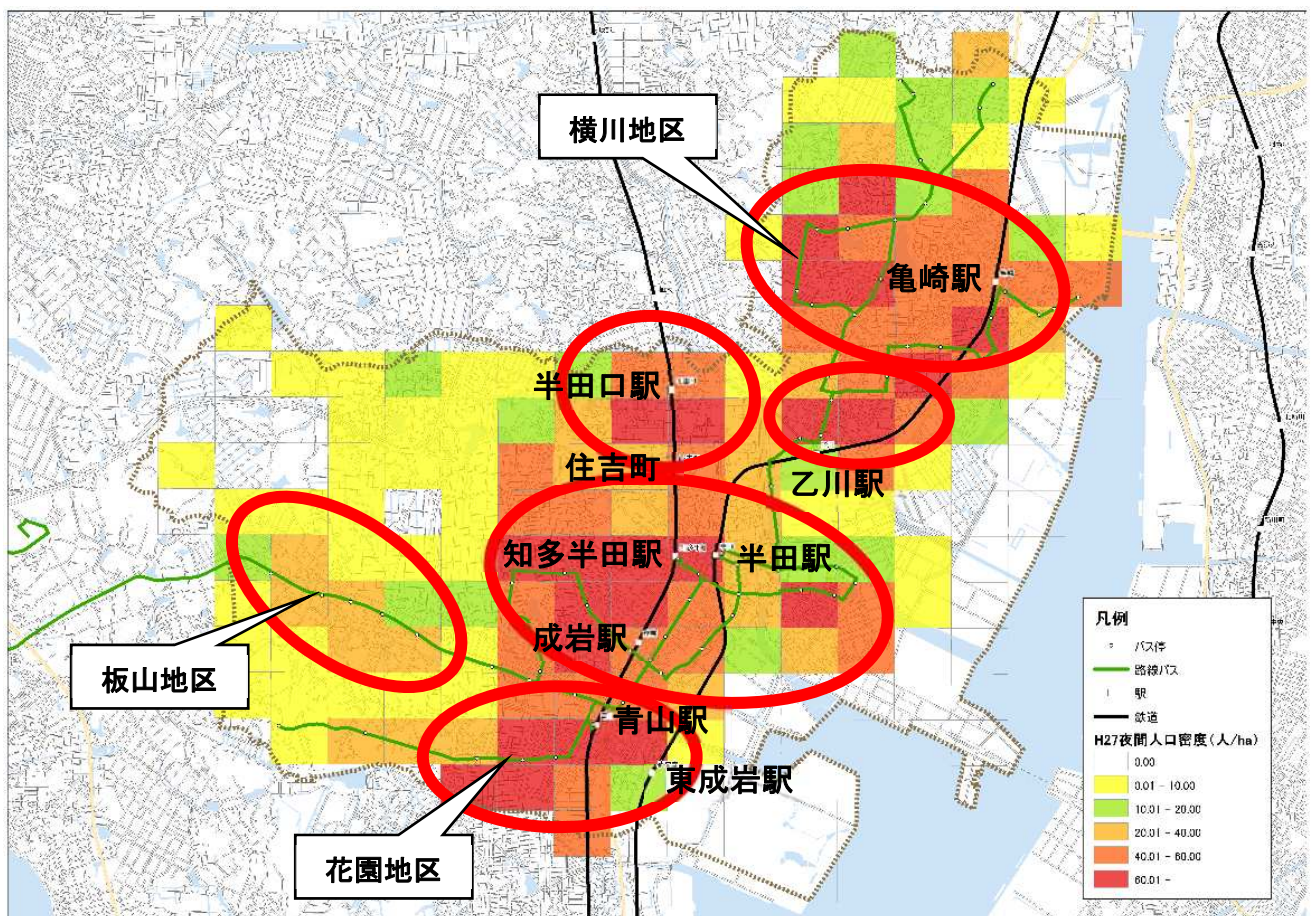 横川地区
亀崎駅
半田口駅
住吉町
乙川駅
知多半田駅
半田駅
成岩駅
板山地区
青山駅
東成岩駅
花園地区
凡例
バス停
路線バス
駅
鉄道
H27夜間人口密度(人/ha)
0.00
0.01 - 10.00
10.01 - 20.00
20.01 - 40.00
40.01 - 60.00
60.01 -